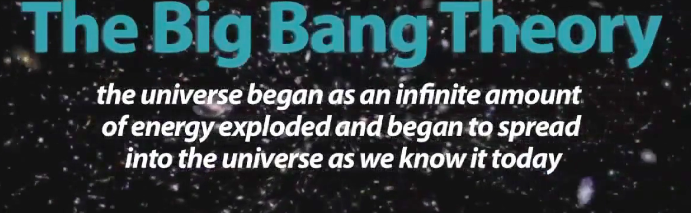 The Big Bang Theory
the universe began as an infinite amount
of energy exploded and began to spread
into the universe as we know it today